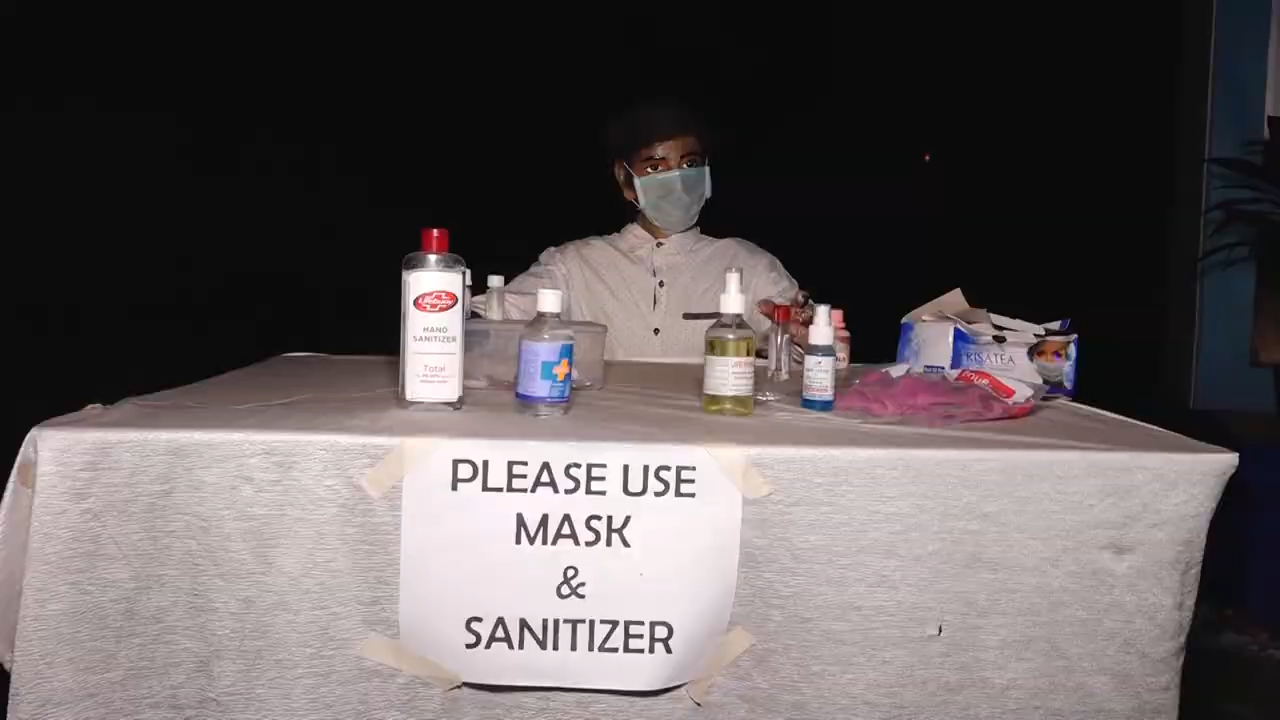 Lifebuoy
HAND
SANITIZER
Total
RISATEA
PLEASE USE
MASK
&
SANITIZER